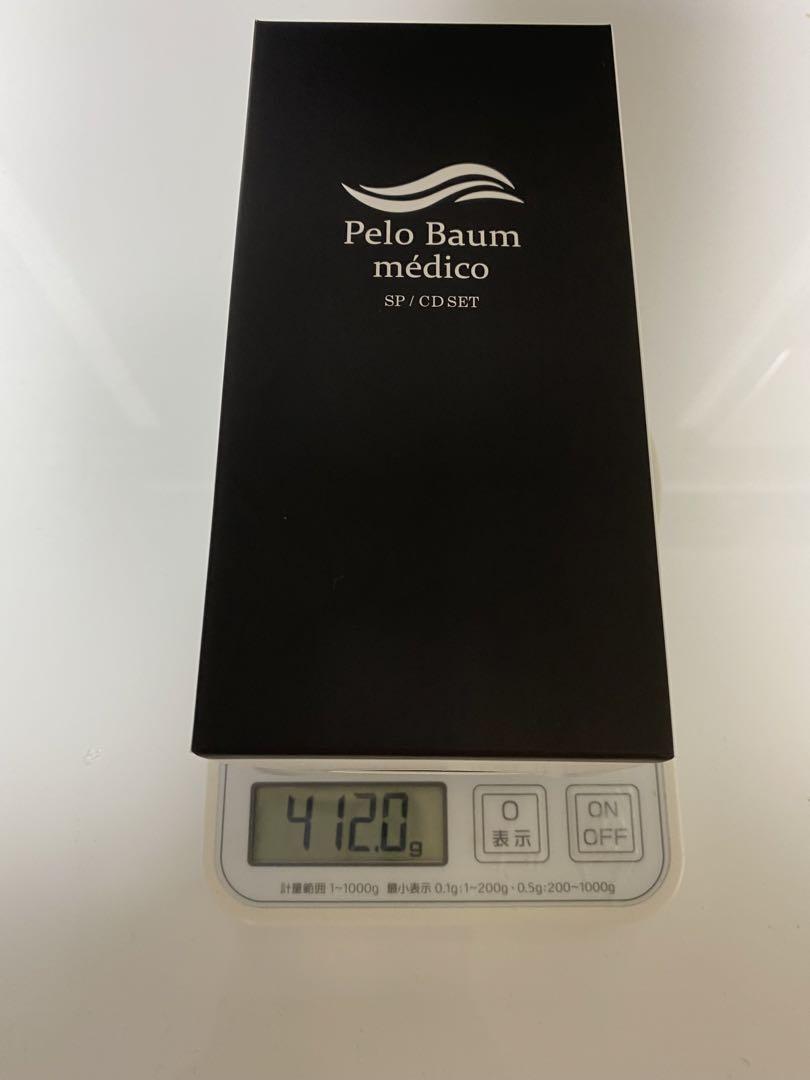 Pelo Baum
médico
SP / CD SET
412.0g
0
表示
ON
OFF
計量範囲 1~1000g 最小表示 0.1g:1~200g・0.5g:200~1000g